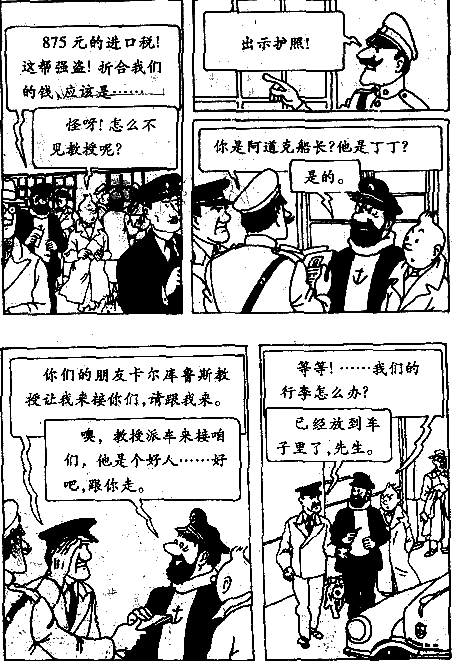 875元的进口税!
这帮强盗!折合我们
的钱,应该是……
怪呀!怎么不
见教授呢?
出示护照!
你是阿道克船长?他是丁丁?
是的。
你们的朋友卡尔库鲁斯教
授让我来接你们,请跟我来。
噢,教授派车来接咱
们,他是个好人……好
吧,跟你走。
等等!……我们的
行李怎么办?
已经放到车
子里了,先生。